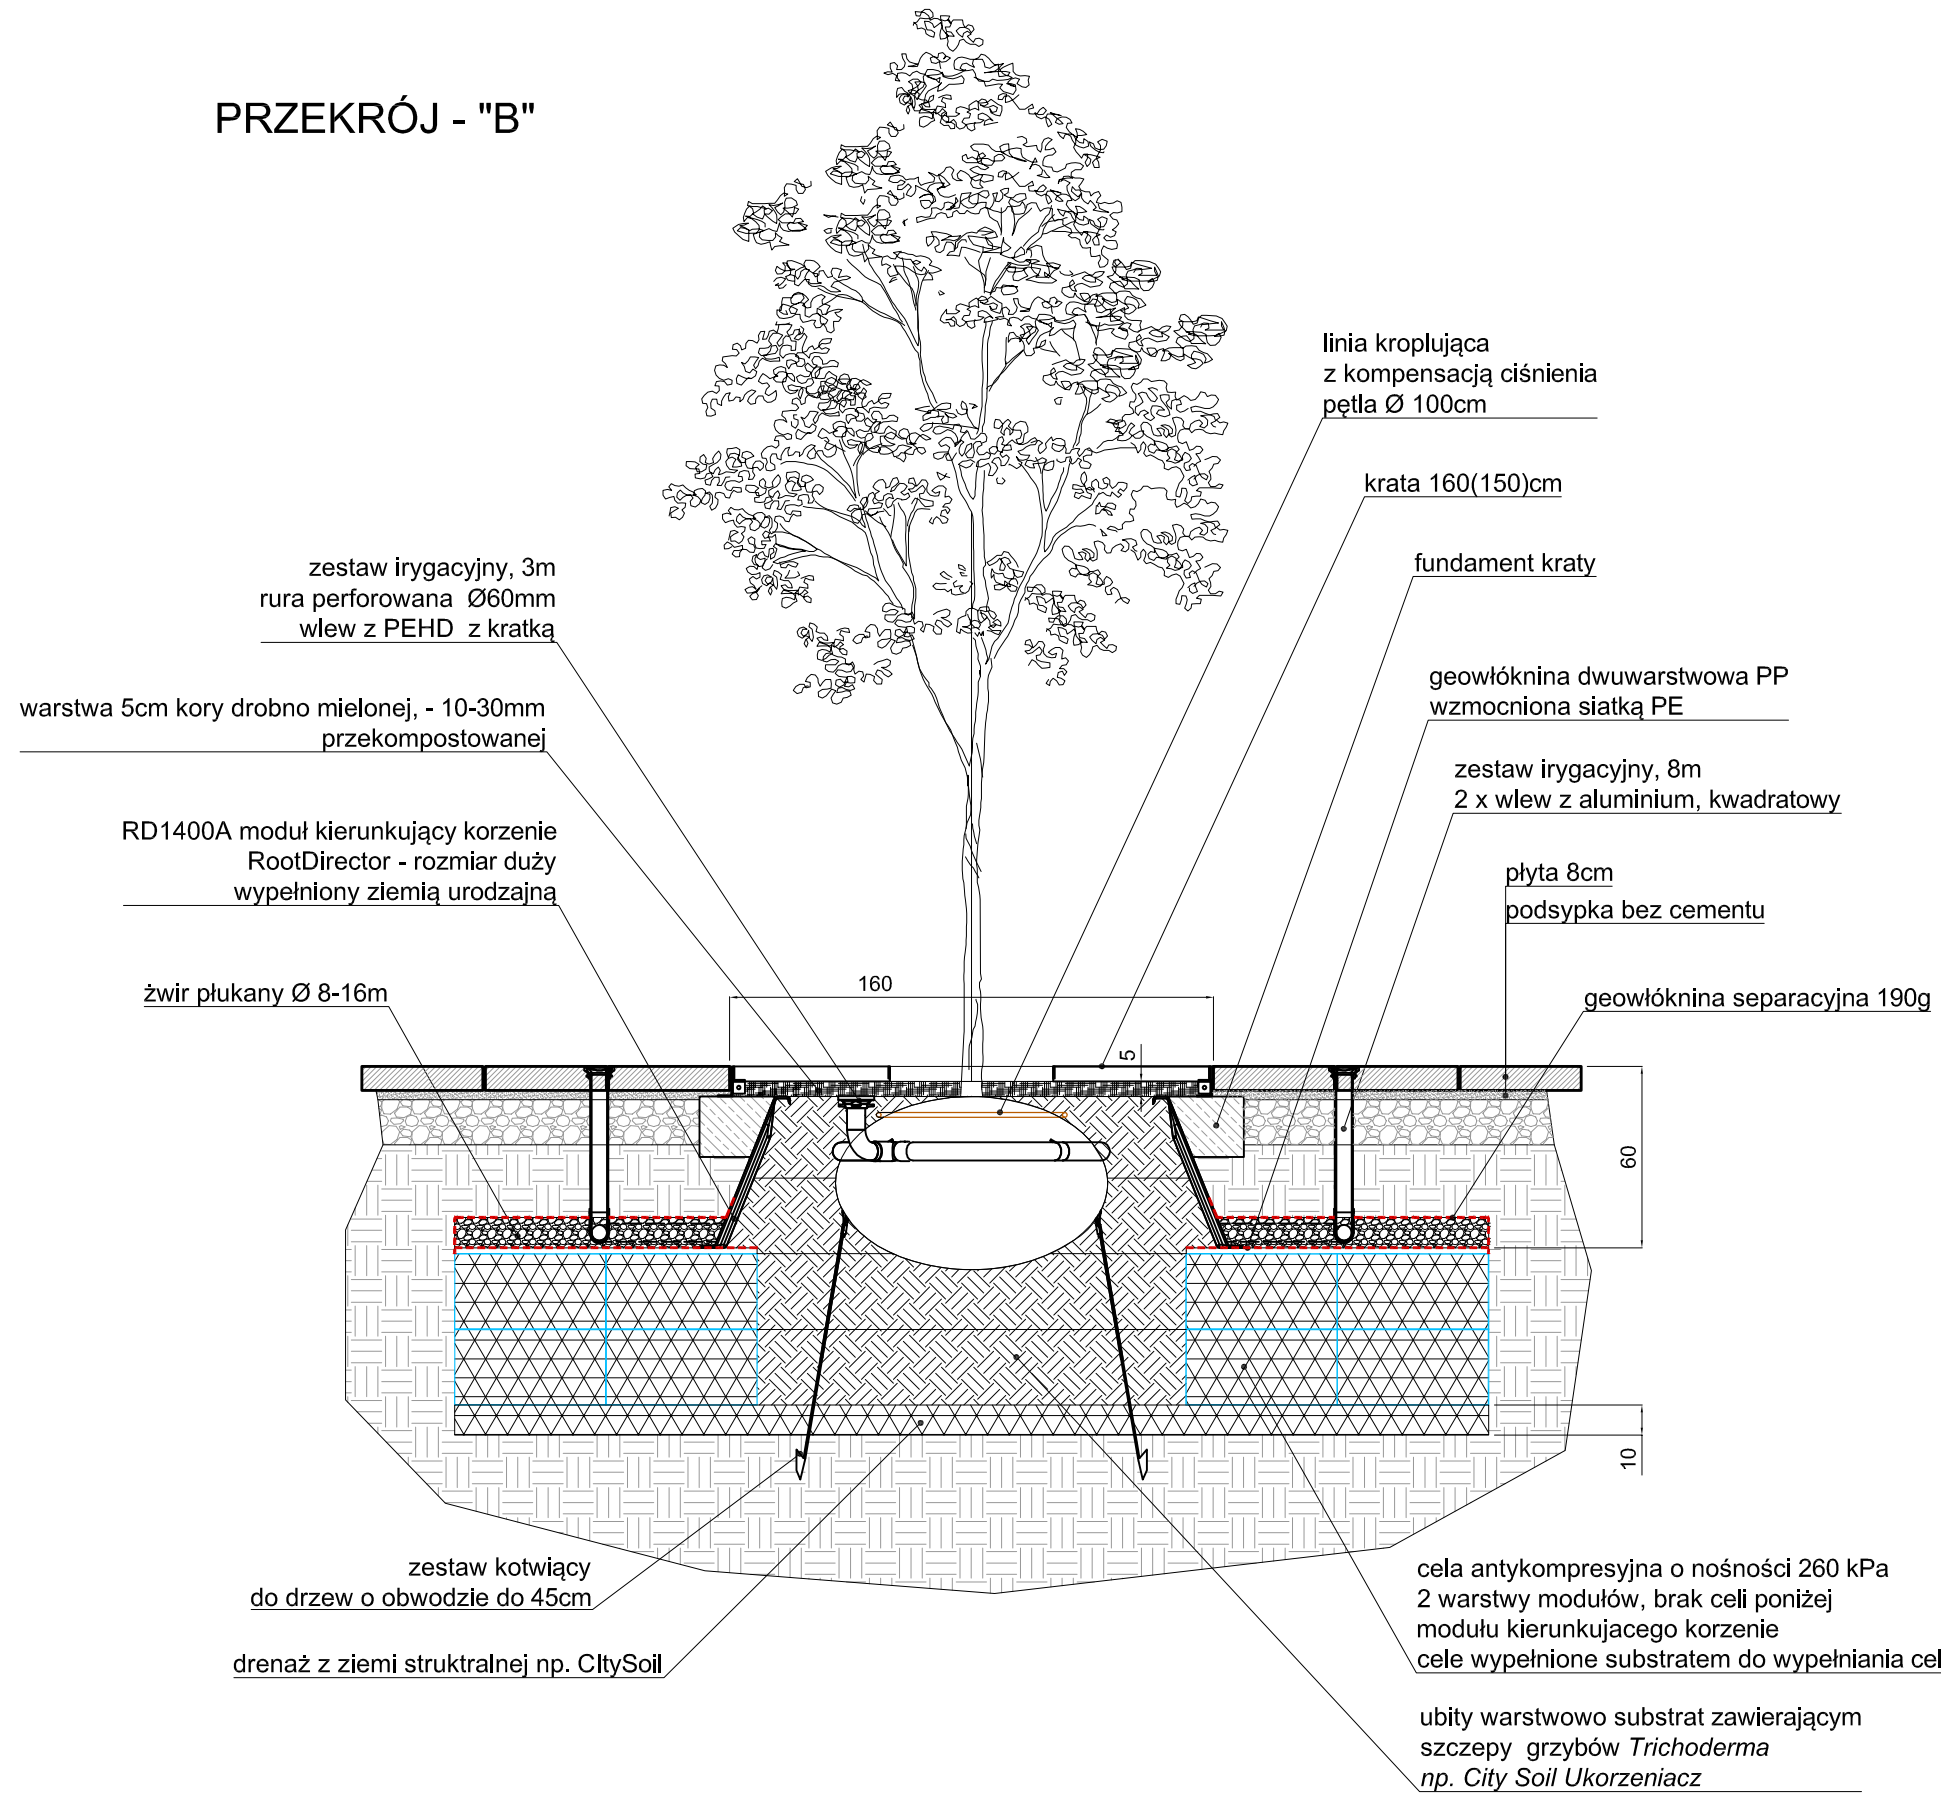 PRZEKRÓJ - "B"
linia kroplująca
z kompensacją ciśnienia
pętla Ø 100cm
krata 160(150)cm
fundament kraty
geowłóknina dwuwarstwowa PP
wzmocniona siatką PE
zestaw irygacyjny, 8m
2 x wlew z aluminium, kwadratowy
płyta 8cm
podsypka bez cementu
geowłóknina separacyjna 190g
zestaw irygacyjny, 3m
rura perforowana Ø60mm
wlew z PEHD z kratką
warstwa 5cm kory drobno mielonej, - 10-30mm
przekompostowanej
RD1400A moduł kierunkujący korzenie
RootDirector - rozmiar duży
wypełniony ziemią urodzajną
żwir płukany Ø 8-16m
160
5
60
10
zestaw kotwiący
do drzew o obwodzie do 45cm
drenaż z ziemi struktralnej np. CItySoil
cela antykompresyjna o nośności 260 kPa
2 warstwy modułów, brak celi poniżej
modułu kierunkujacego korzenie
cele wypełnione substratem do wypełniania cel
ubity warstwowo substrat zawierającym
szczepy grzybów Trichoderma
np. City Soil Ukorzeniacz